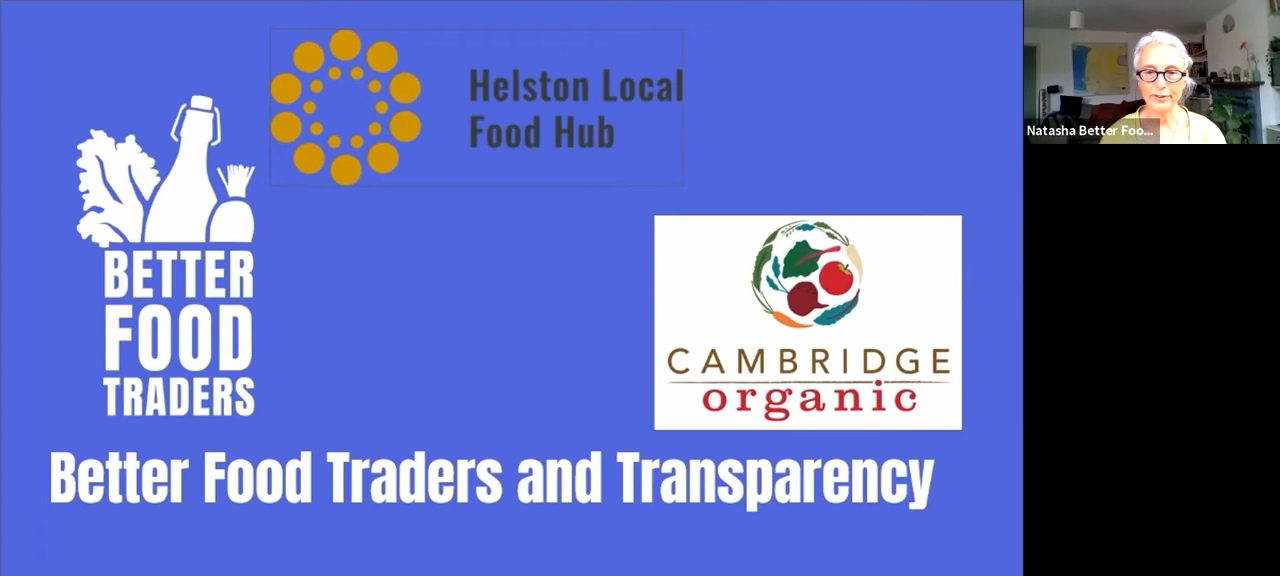 Helston Local
Food Hub
BETTER
FOOD
TRADERS
CAMBRIDGE
organic
Better Food Traders and Transparency
Natasha Better Foo...